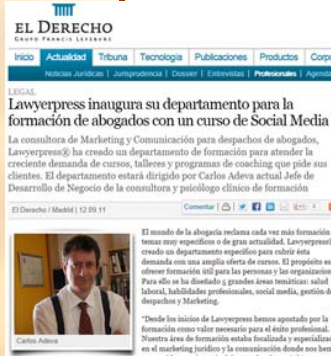 EL DERECHO
GRUPO FRANCIS LEFEBVRE
Inicio Actualidad Tribuna Tecnología Publicaciones Productos
Noticias Jurídicas | Jurisprudencia | Dossier | Entrevistas | Profesionales | Agenda
LEGAL
Lawyerpress inaugura su departamento para la
formación de abogados con un curso de Social Media
La consultora de Marketing y Comunicación para despachos de abogados,
Lawyerpress® ha creado un departamento de formación para atender la
creciente demanda de cursos, talleres y programas de coaching que pide sus
clientes. El departamento estará dirigido por Carlos Adeva actual Jefe de
Desarrollo de Negocio de la consultora y psicólogo clínico de formación
El Derecho / Madrid | 12.09.11
Comentar
El mundo de la abogacía reclama cada vez más formación
temas muy específicos o de gran actualidad. Lawyerpress
creado un departamento específico para cubrir ésta
demanda con una amplia oferta de cursos. El propósito es
ofrecer formación útil para las personas y las organizacion
Para ello se ha diseñado 5 grandes áreas temáticas: salud
laboral, habilidades profesionales, social media, gestión de
despachos y Marketing.
"Desde los inicios de Lawyerpress hemos apostado por la
formación como valor necesario para el éxito profesional.
Nuestra área de formación estaba focalizada y especializa
en el marketing jurídico y la comunicación donde nos hem
Carlos Adeva